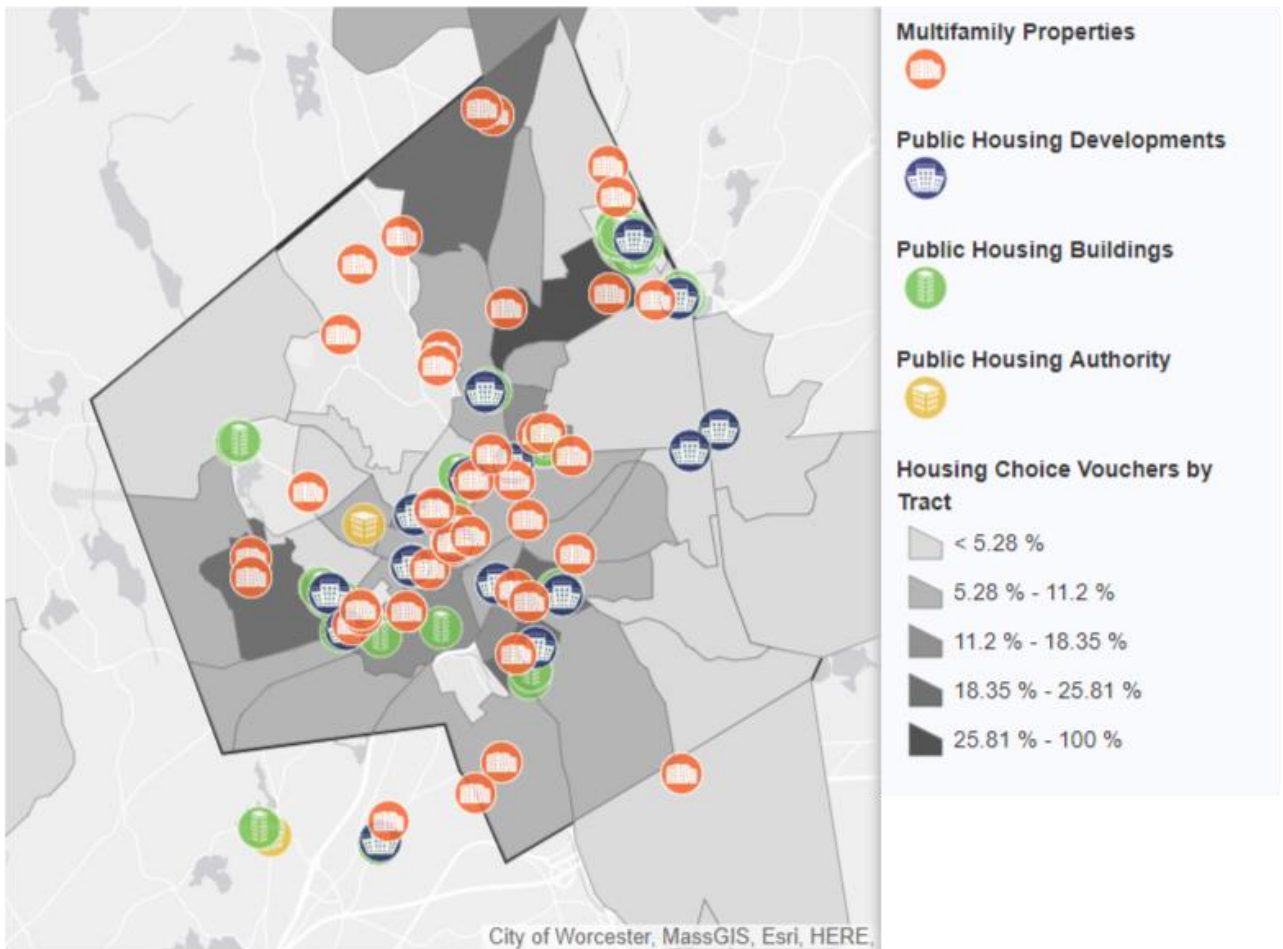 Multifamily Properties
Public Housing Developments
Public Housing Buildings
Public Housing Authority
Housing Choice Vouchers by
Tract
< 5.28 %
5.28 % - 11.2 %
11.2 % - 18.35 %
18.35 % - 25.81 %
25.81 % - 100 %
City of Worcester, MassGIS, Esri, HERE,